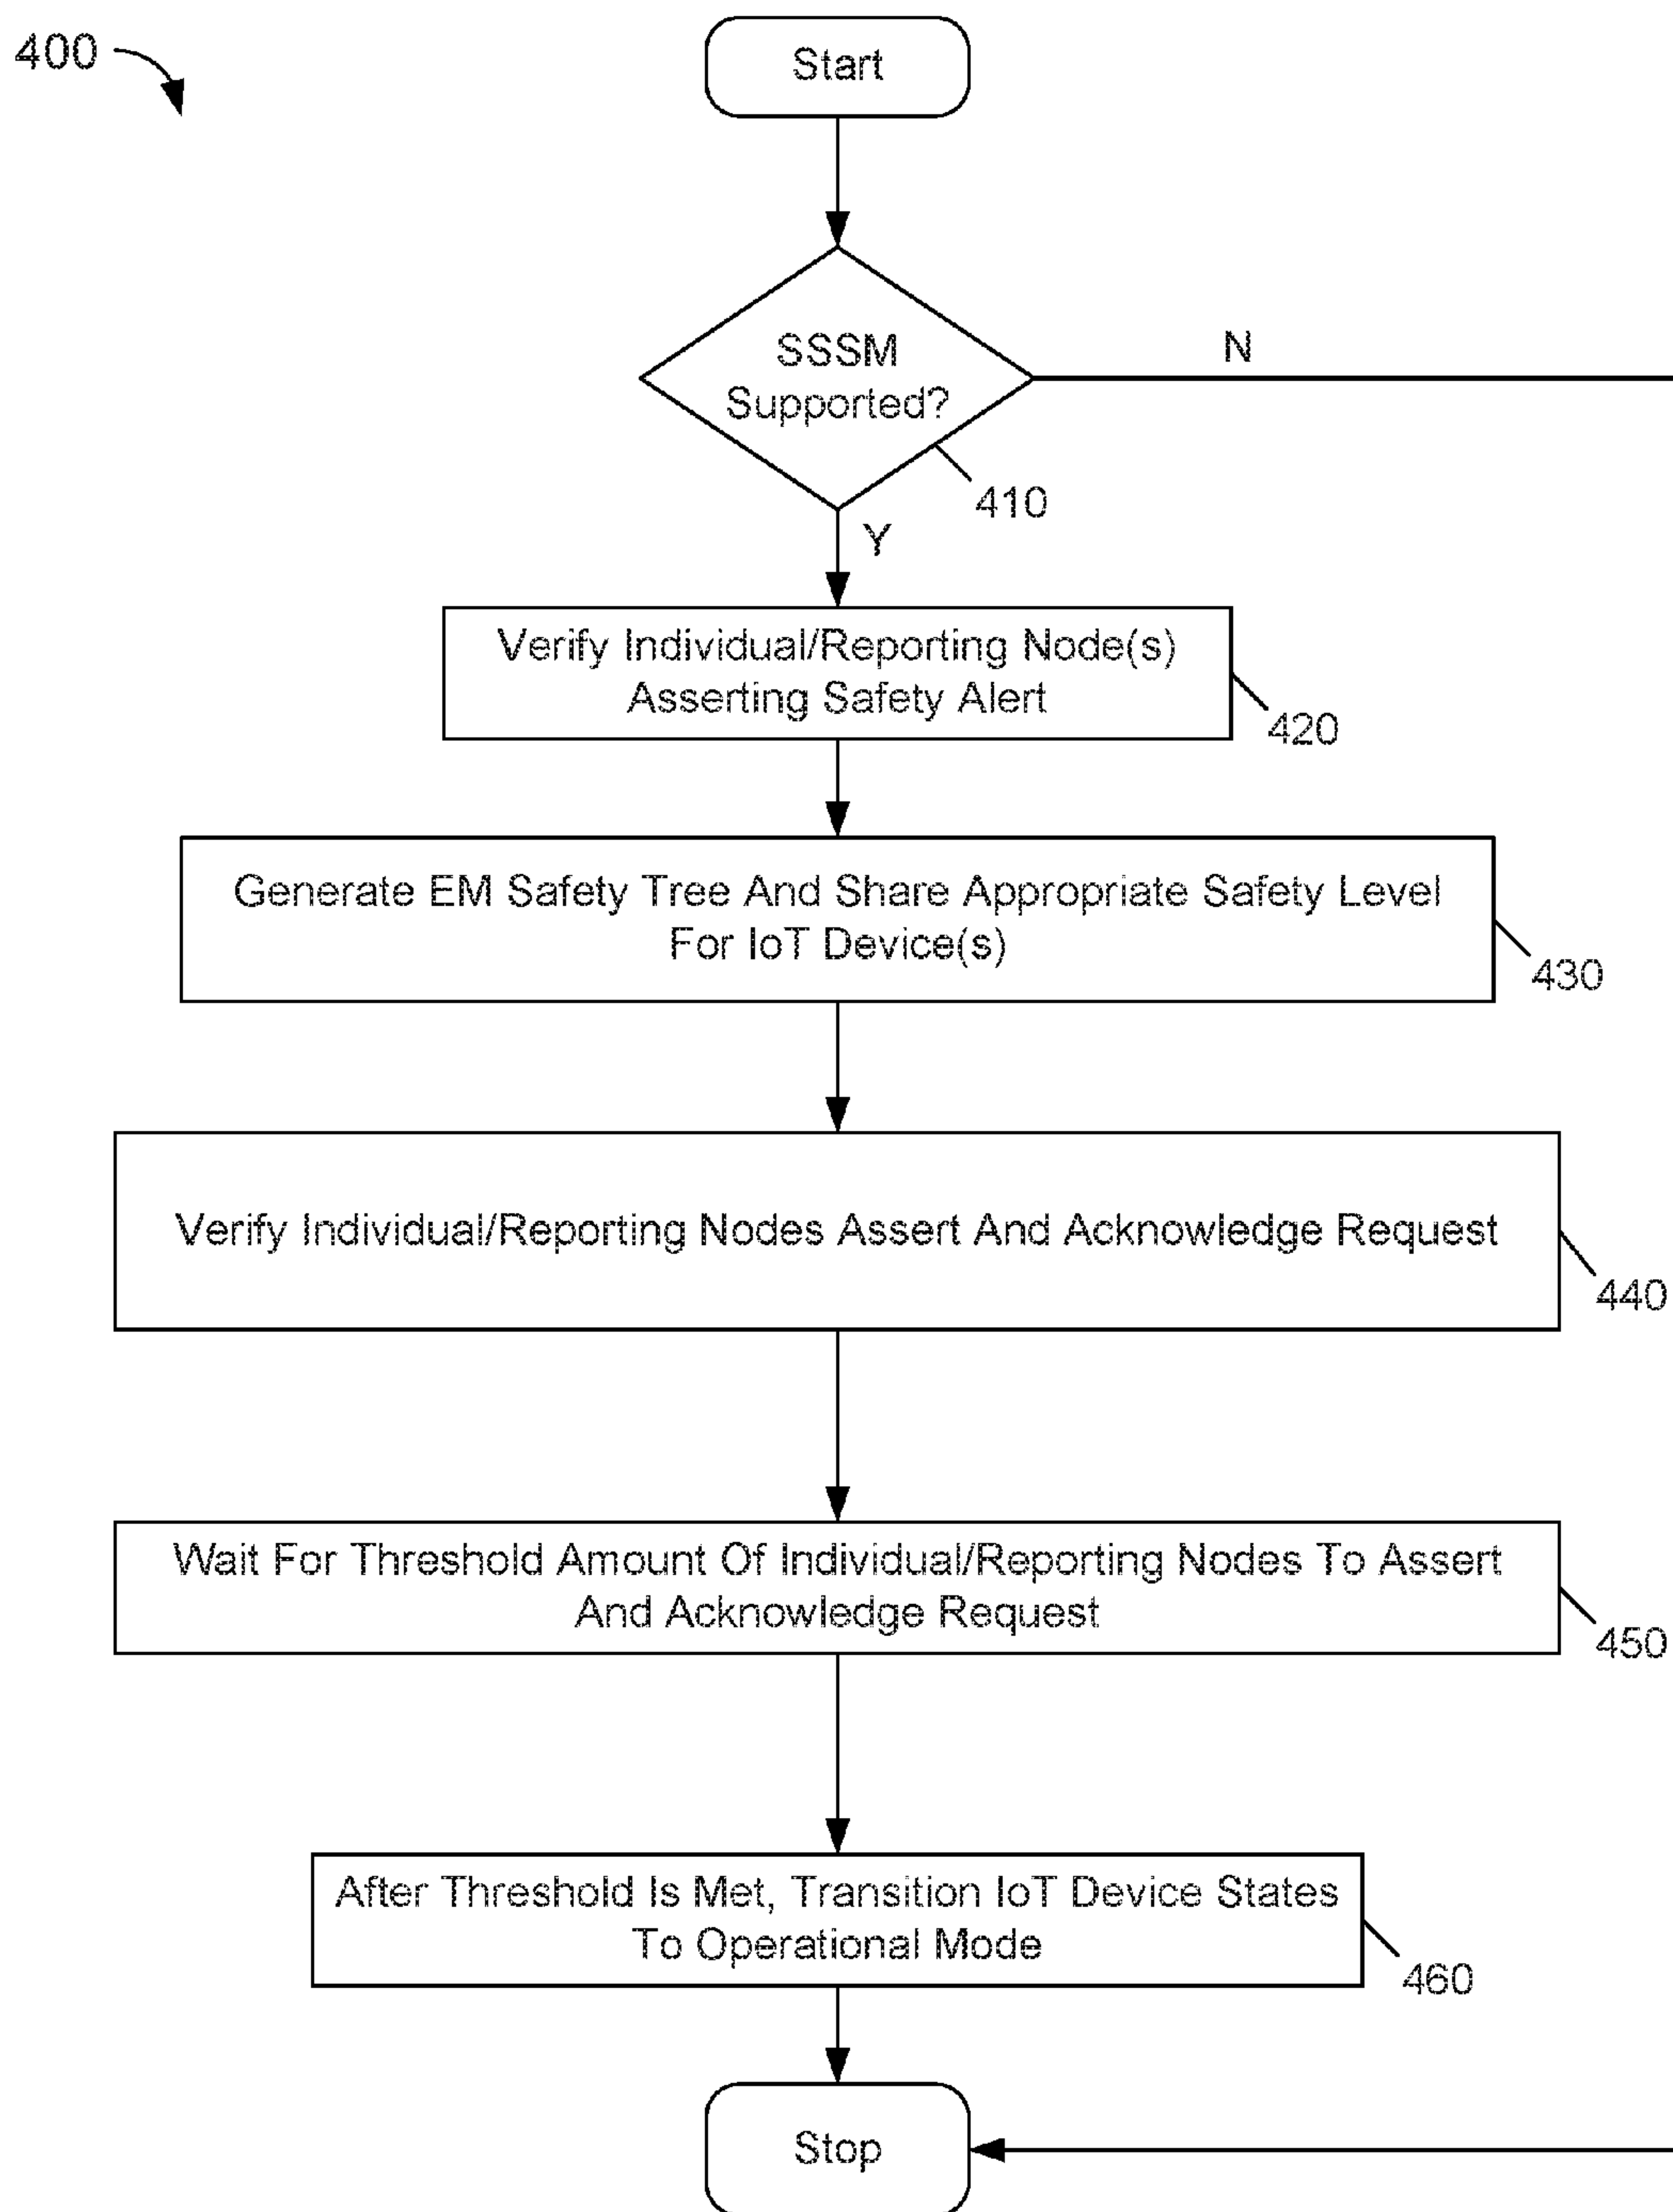 400
Start
SSSM
Supported?
N
410
Y
Verify Individual/Reporting Node(s)
Asserting Safety Alert
420
Generate EM Safety Tree And Share Appropriate Safety Level
For IoT Device(s)
430
Verify Individual/Reporting Nodes Assert And Acknowledge Request
440
Wait For Threshold Amount Of Individual/Reporting Nodes To Assert
And Acknowledge Request
450
After Threshold Is Met, Transition IoT Device States
To Operational Mode
460
Stop